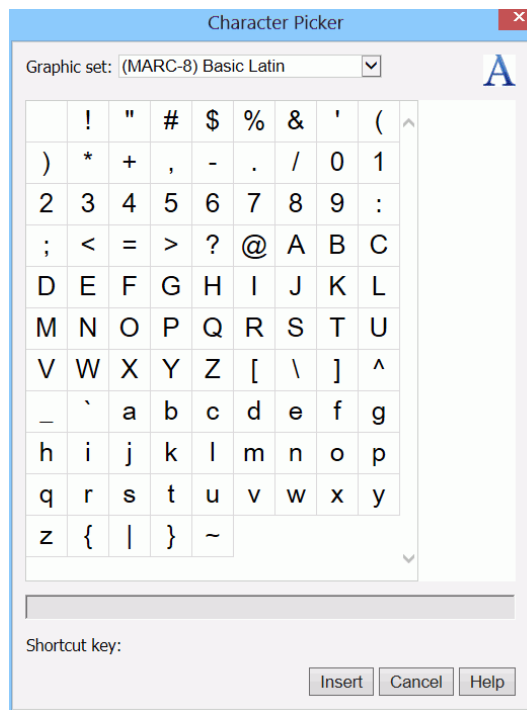 Character Picker
Graphic set: (MARC-8) Basic Latin
A
! " # $ % & ' (
) * + , - . / 0 1
2 3 4 5 6 7 8 9 :
; < = > ? @ A B C
D E F G H I J K L
M N O P Q R S T U
V W X Y Z [ \ ] ^
_ ` a b c d e f g
h i j k l m n o p
q r s t u v w x y
z { | } ~
Shortcut key:
Insert Cancel Help